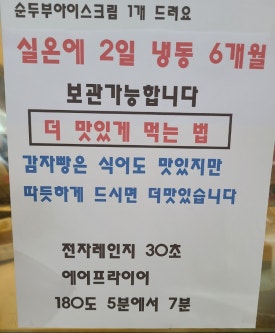 순두부아이스크림 1개 드려요
실온에 2일 냉동 6개월
보관가능합니다
더 맛있게 먹는 법
감자빵은 식어도 맛있지만
따듯하게 드시면 더맛있습니다
전자레인지 30초
에어프라이어
180도 5분에서 7분